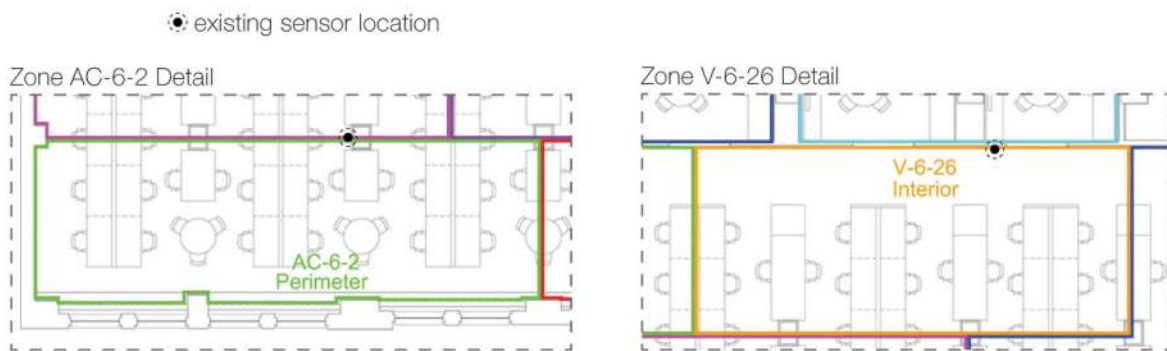 existing sensor location
Zone AC-6-2 Detail
AC-6-2
Perimeter
Zone V-6-26 Detail
V-6-26
Interior